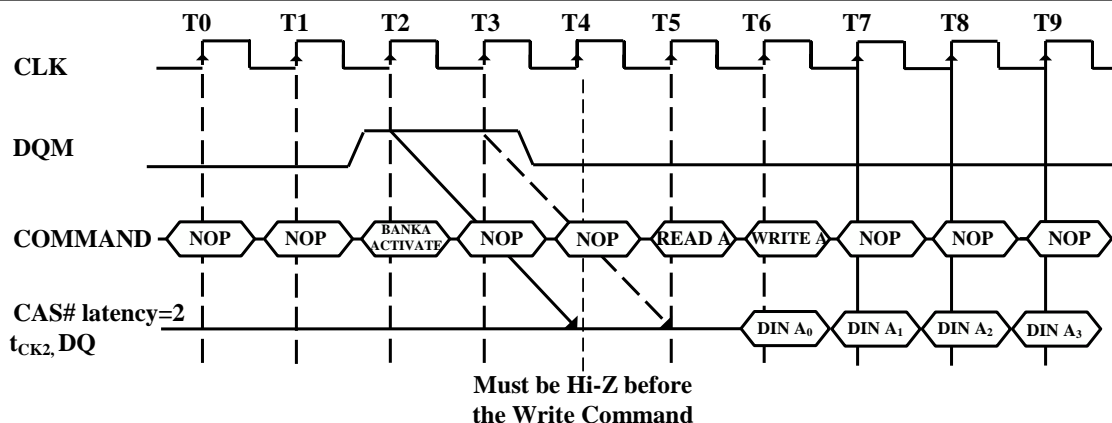 T0 T1 T2 T3 T4 T5 T6 T7 T8 T9
CLK
DQM
COMMAND NOP NOP BANKA ACTIVATE NOP NOP READ A WRITE A NOP NOP NOP
CAS# latency=2
tCK2, DQ DIN A0 DIN A1 DIN A2 DIN A3
Must be Hi-Z before
the Write Command